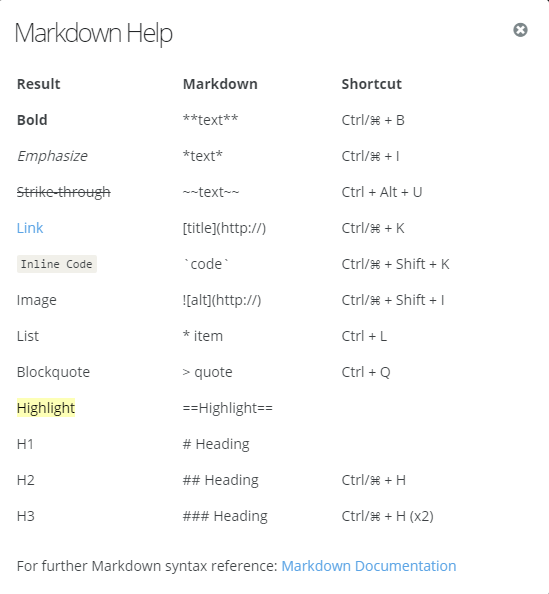 Markdown Help
Result Markdown Shortcut
Bold **text** Ctrl/⌘ + B
Emphasize *text* Ctrl/⌘ + I
Strike-through ~~text~~ Ctrl + Alt + U
Link [title](http://) Ctrl/⌘ + K
Inline Code `code` Ctrl/⌘ + Shift + K
Image ![alt](http://) Ctrl/⌘ + Shift + I
List * item Ctrl + L
Blockquote > quote Ctrl + Q
Highlight ==Highlight==
H1 # Heading
H2 ## Heading Ctrl/⌘ + H
H3 ### Heading Ctrl/⌘ + H (x2)
For further Markdown syntax reference: Markdown Documentation